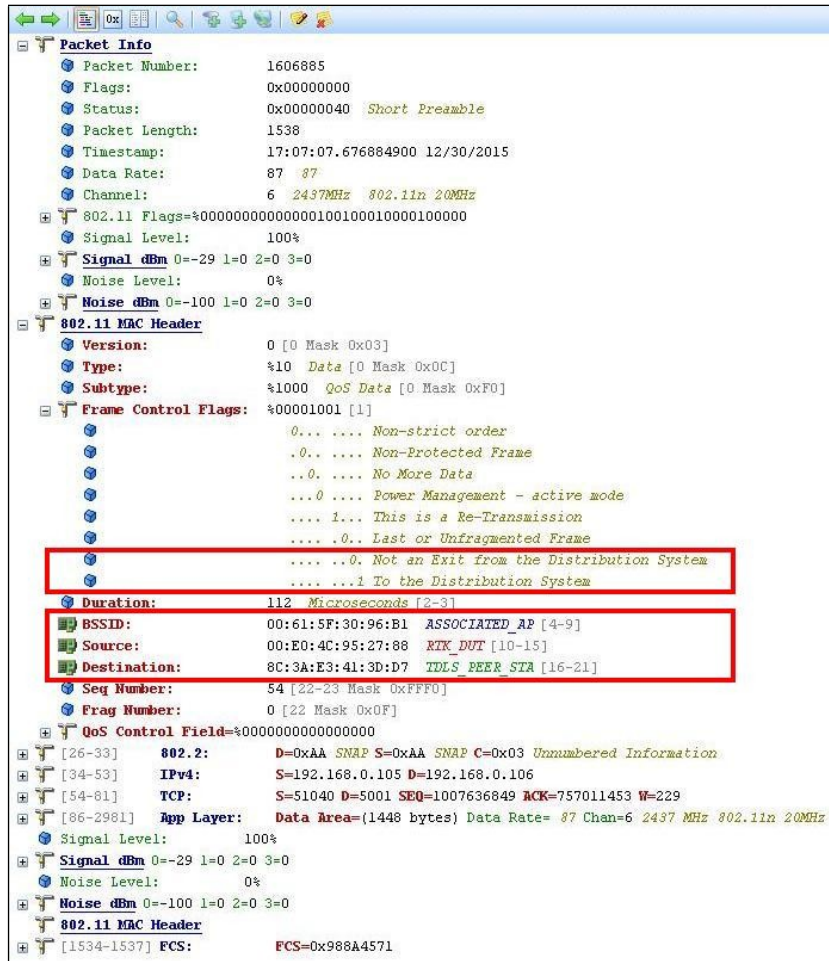 0x
Packet Info
Packet Number: 1606885
Flags: 0x00000000
Status: 0x00000040 Short Preamble
Packet Length: 1538
Timestamp: 17:07:07.676884900 12/30/2015
Data Rate: 87 87
Channel: 6 2437MHz 802.11n 20MHz
802.11 Flags=%00000000000000100100010000100000
Signal Level: 100%
Signal dBm 0=-29 1=0 2=0 3=0
Noise Level: 0%
Noise dBm 0=-100 1=0 2=0 3=0
802.11 MAC Header
Version: 0 [0 Mask 0x03]
Type: %10 Data [0 Mask 0x0C]
Subtype: %1000 QoS Data [0 Mask 0xF0]
Frame Control Flags: %00001001 [1]
0... .... Non-strict order
.0.. .... Non-Protected Frame
..0. .... No More Data
...0 .... Power Management - active mode
.... 1... This is a Re-Transmission
.... .0.. Last or Unfragmented Frame
.... ..0. Not an Exit from the Distribution System
.... ...1 To the Distribution System
Duration: 112 Microseconds [2-3]
BSSID: 00:61:5F:30:96:B1 ASSOCIATED_AP [4-9]
Source: 00:E0:4C:95:27:88 RTK_DUT [10-15]
Destination: 8C:3A:E3:41:3D:D7 TDLS_PEER_STA [16-21]
Seq Number: 54 [22-23 Mask 0xFFF0]
Frag Number: 0 [22 Mask 0x0F]
QoS Control Field=%0000000000000000
[26-33] 802.2: D=0xAA SNAP S=0xAA SNAP C=0x03 Unnumbered Information
[34-53] IPv4: S=192.168.0.105 D=192.168.0.106
[54-81] TCP: S=51040 D=5001 SEQ=1007636849 ACK=757011453 W=229
[86-2981] App Layer: Data Area=(1448 bytes) Data Rate= 87 Chan=6 2437 MHz 802.11n 20MHz
Signal Level: 100%
Signal dBm 0=-29 1=0 2=0 3=0
Noise Level: 0%
Noise dBm 0=-100 1=0 2=0 3=0
802.11 MAC Header
[1534-1537] FCS: FCS=0x988A4571